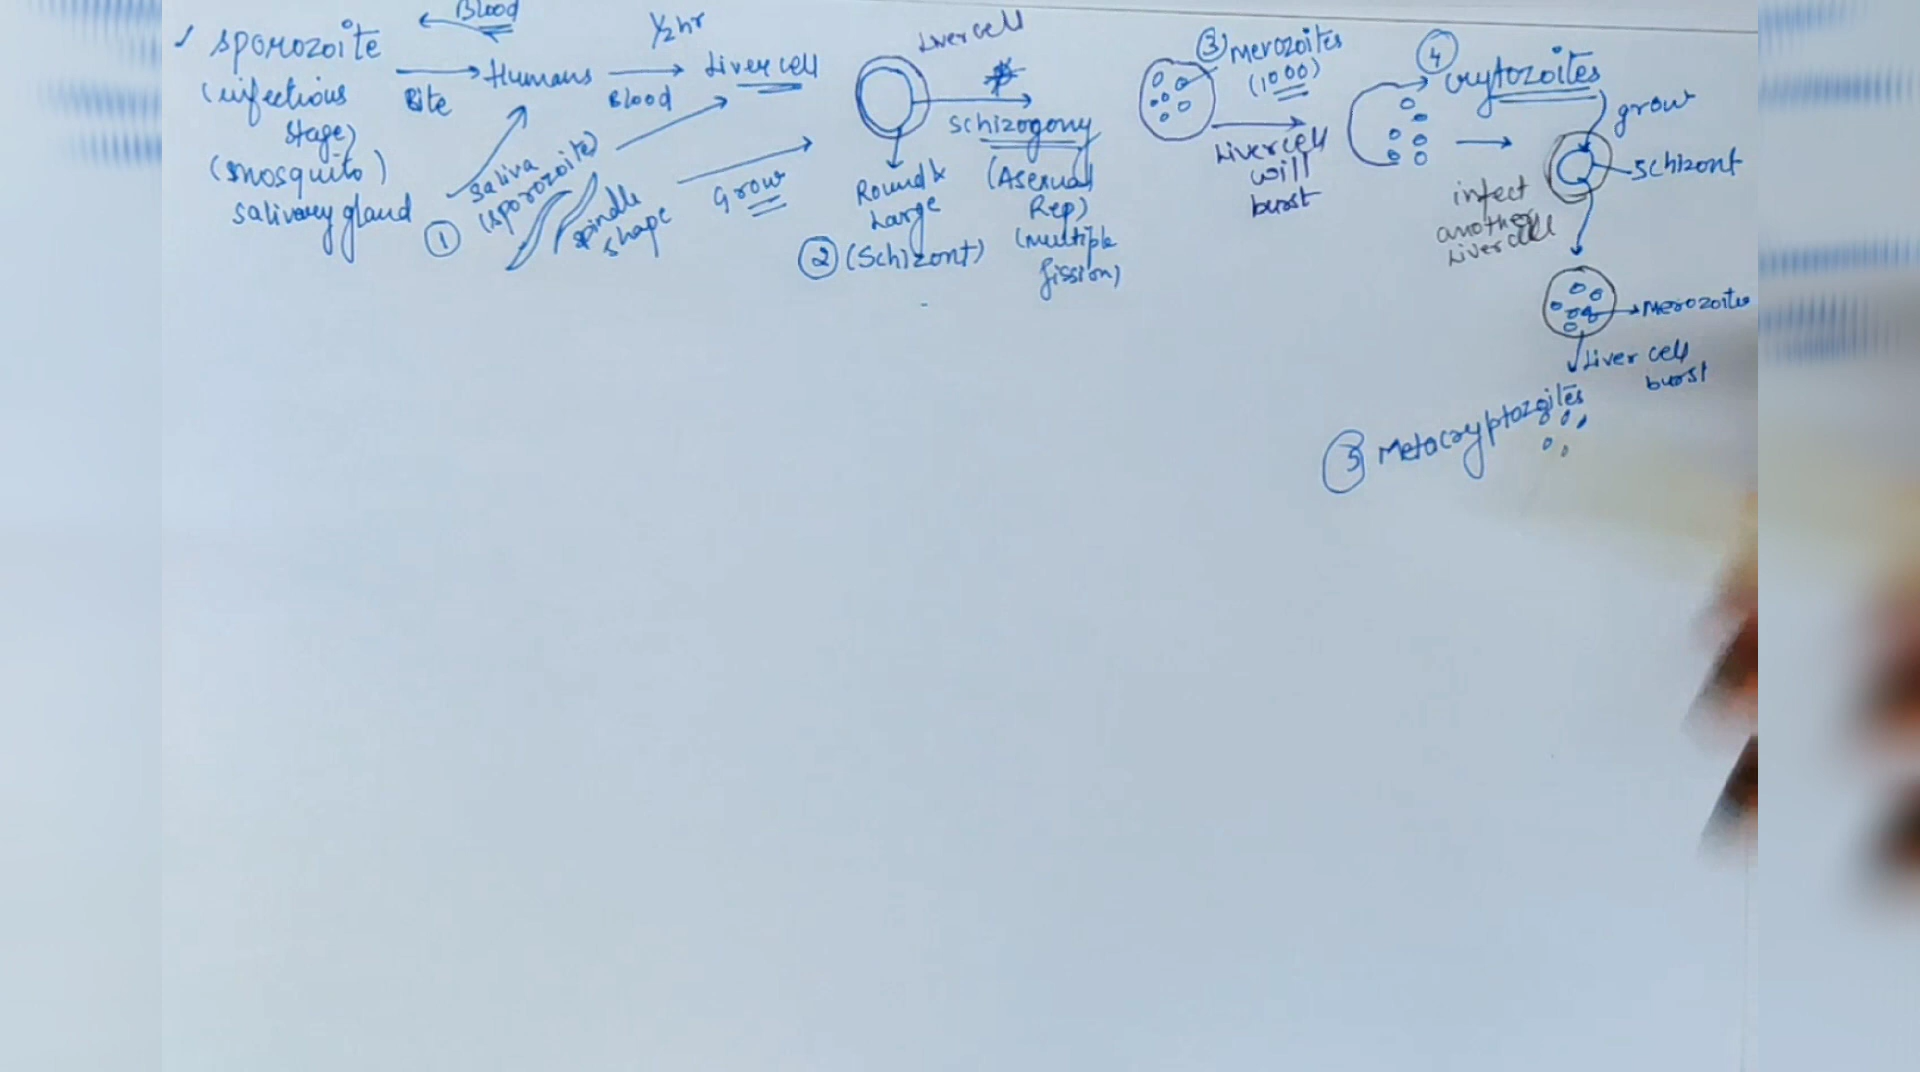 Blood
sporozoite
(infectious
stage)
(mosquito)
salivary gland
Bite
Humans
1/2 hr
Blood
Liver cell
① saliva
(sporozoite)
spindle
shape
Grow
Liver cell
Round &
Large
② (Schizont)
schizogony
(Asexual
Rep)
(multiple
fission)
③ merozoites
(1000)
Liver cell
will
burst
④ crytozoites
grow
schizont
infect
another
Liver cell
Merozoites
Liver cell
burst
⑤ Metacryptozoites